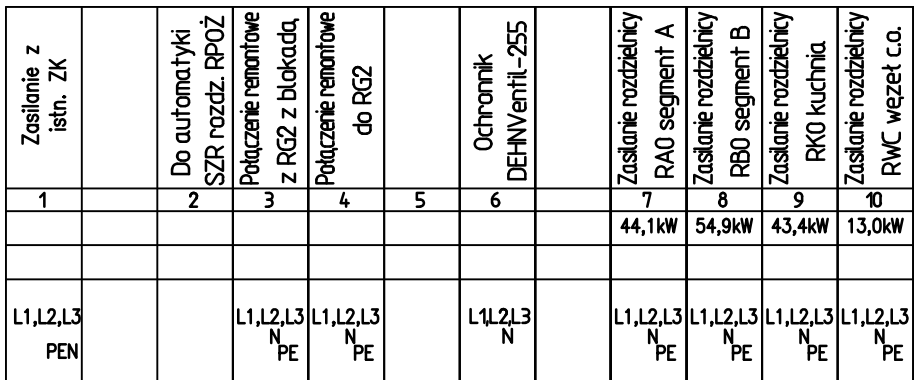 Zasilanie z
istn. ZK
Do automatyki
SZR rozdz. RPOŻ
Połączenie remontowe
z RG2 z blokadą
Połączenie remontowe
do RG2
Ochronnik
DEHNVentil-255
Zasilanie rozdzielnicy
RA0 segment A
Zasilanie rozdzielnicy
RB0 segment B
Zasilanie rozdzielnicy
RK0 kuchnia
Zasilanie rozdzielnicy
RWC węzeł c.o.
1 2 3 4 5 6 7 8 9 10
44,1kW 54,9kW 43,4kW 13,0kW
L1,L2,L3 L1,L2,L3 L1,L2,L3 L1,L2,L3 L1,L2,L3 L1,L2,L3 L1,L2,L3 L1,L2,L3
N N N N N N N
PEN PE PE PE PE PE PE